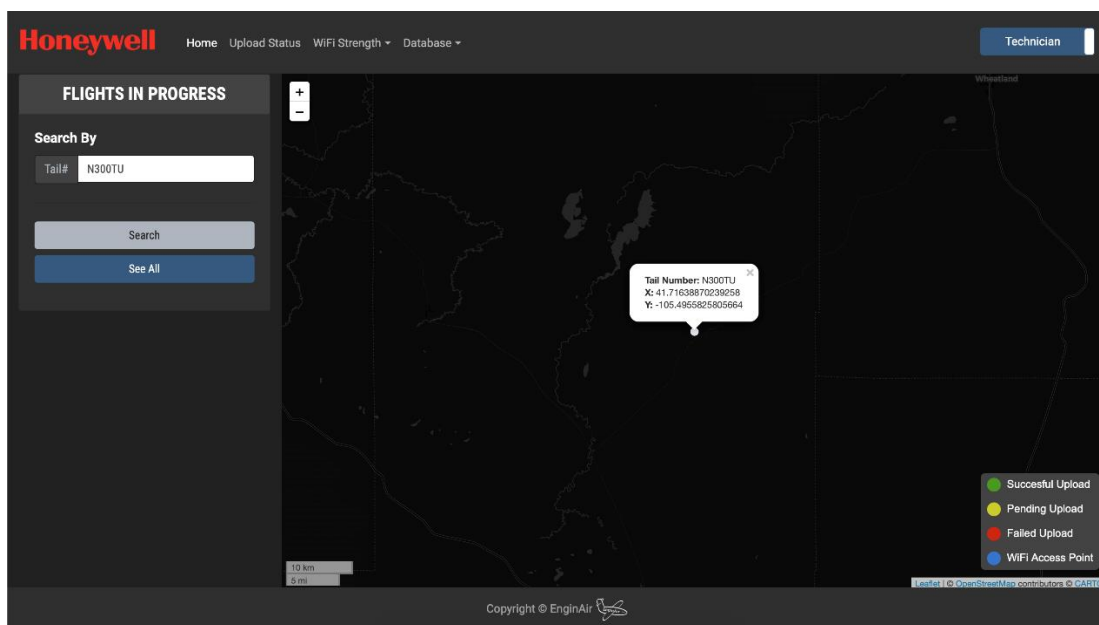 Honeywell
Home Upload Status WiFi Strength Database
Technician
FLIGHTS IN PROGRESS
Search By
Tail# N300TU
Search
See All
+
−
Wheatland
×
Tail Number: N300TU
X: 41.71638870239258
Y: -105.4955825805664
Succesful Upload
Pending Upload
Failed Upload
WiFi Access Point
10 km
5 mi
Leaflet | © OpenStreetMap contributors © CARTO
Copyright © EnginAir